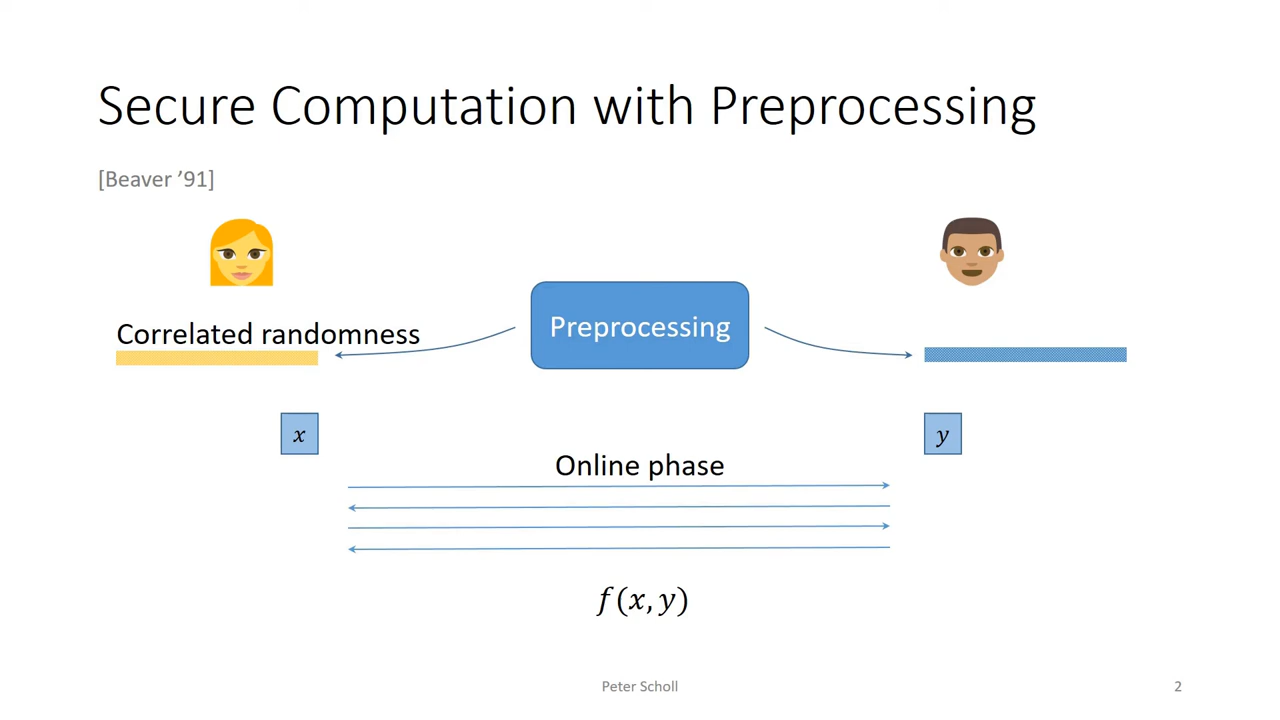 Secure Computation with Preprocessing
[Beaver ’91]
Correlated randomness
Preprocessing
x
y
Online phase
f(x, y)
Peter Scholl
2